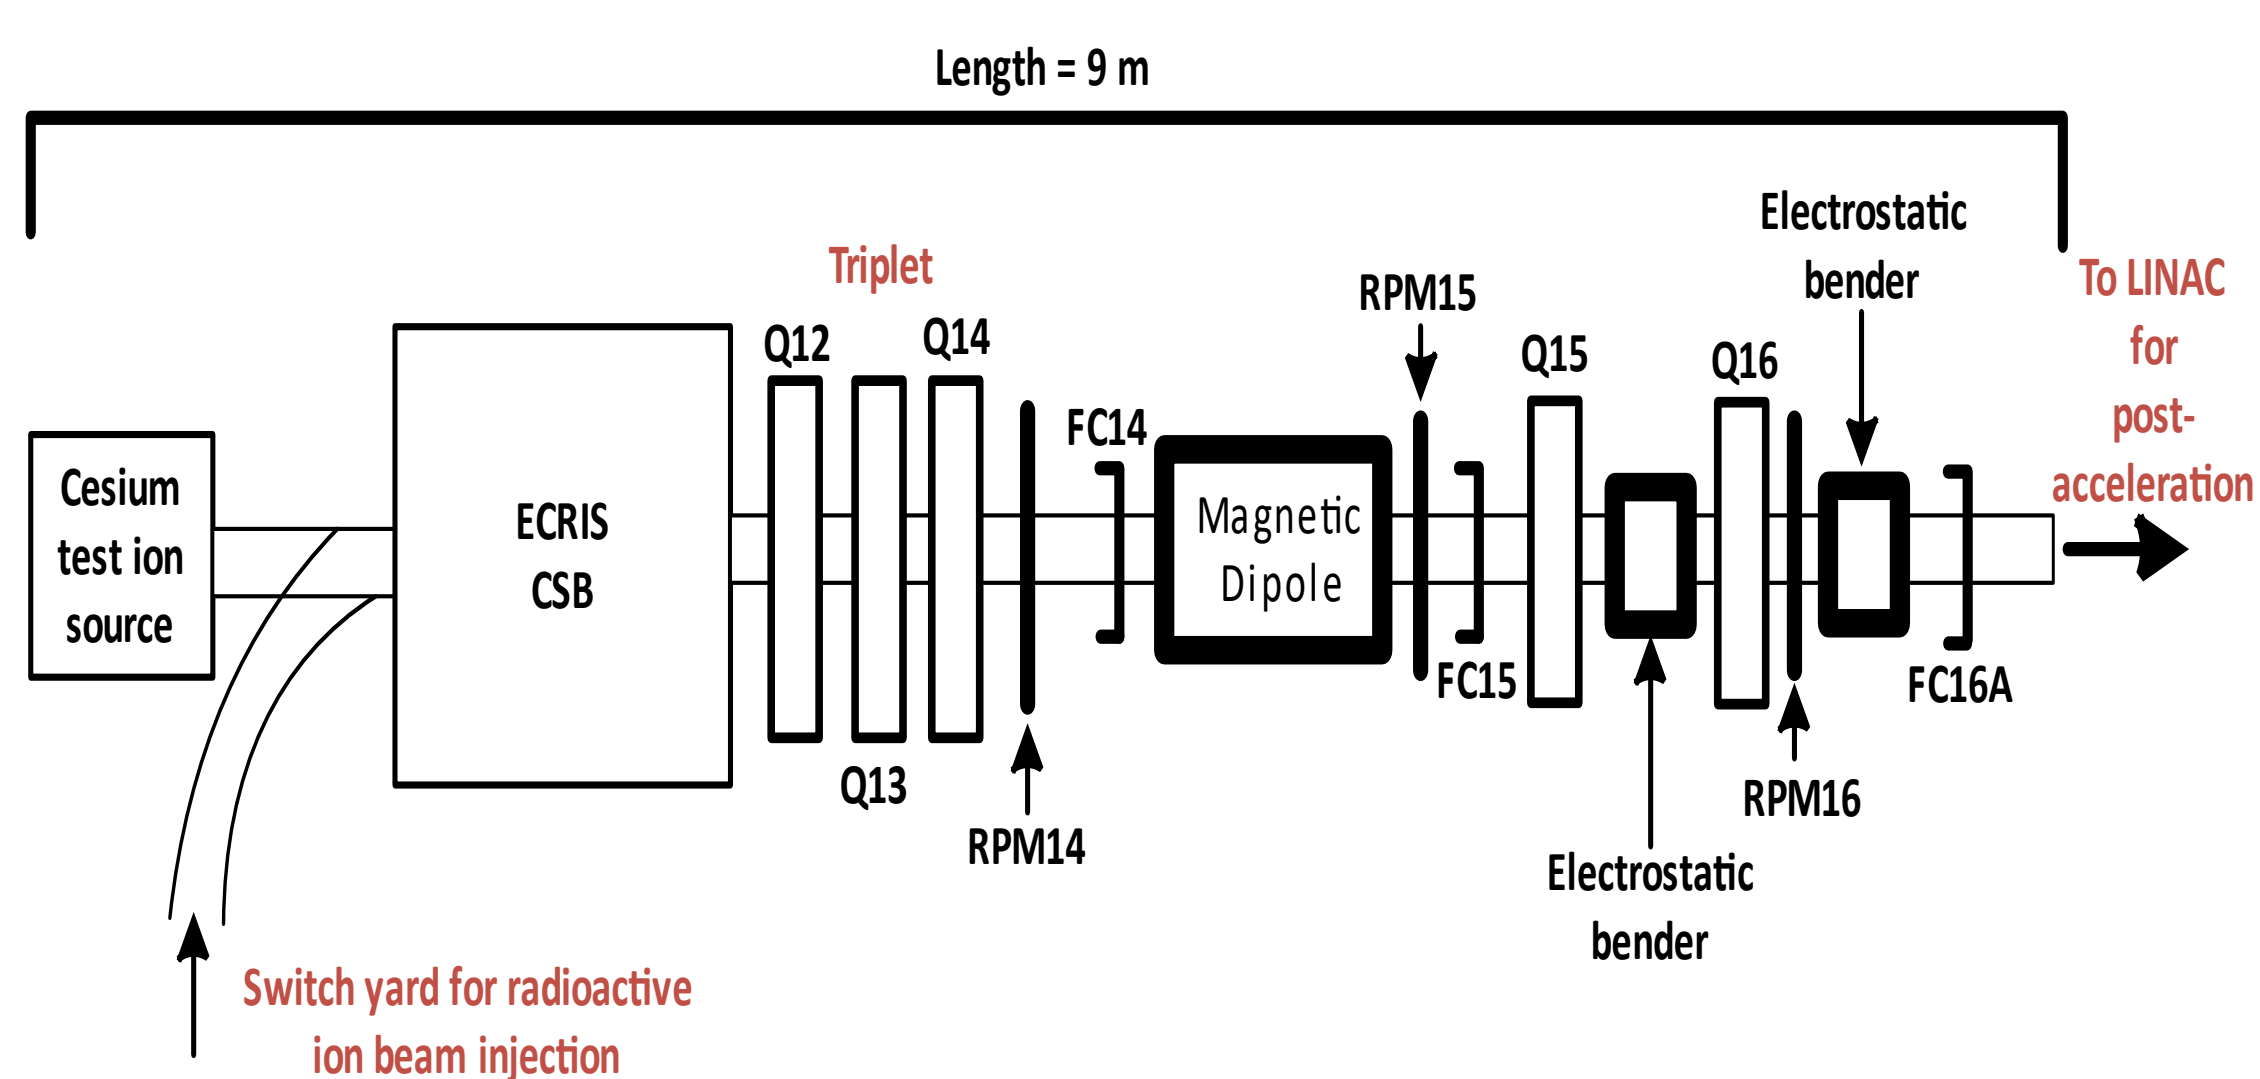 Length = 9 m
Electrostatic
bender
Triplet
RPM15
To LINAC
for
post-
acceleration
Q12
Q14
Q15
Q16
FC14
Cesium
test ion
source
ECRIS
CSB
Magnetic
Dipole
FC15
FC16A
Q13
RPM14
RPM16
Electrostatic
bender
Switch yard for radioactive
ion beam injection